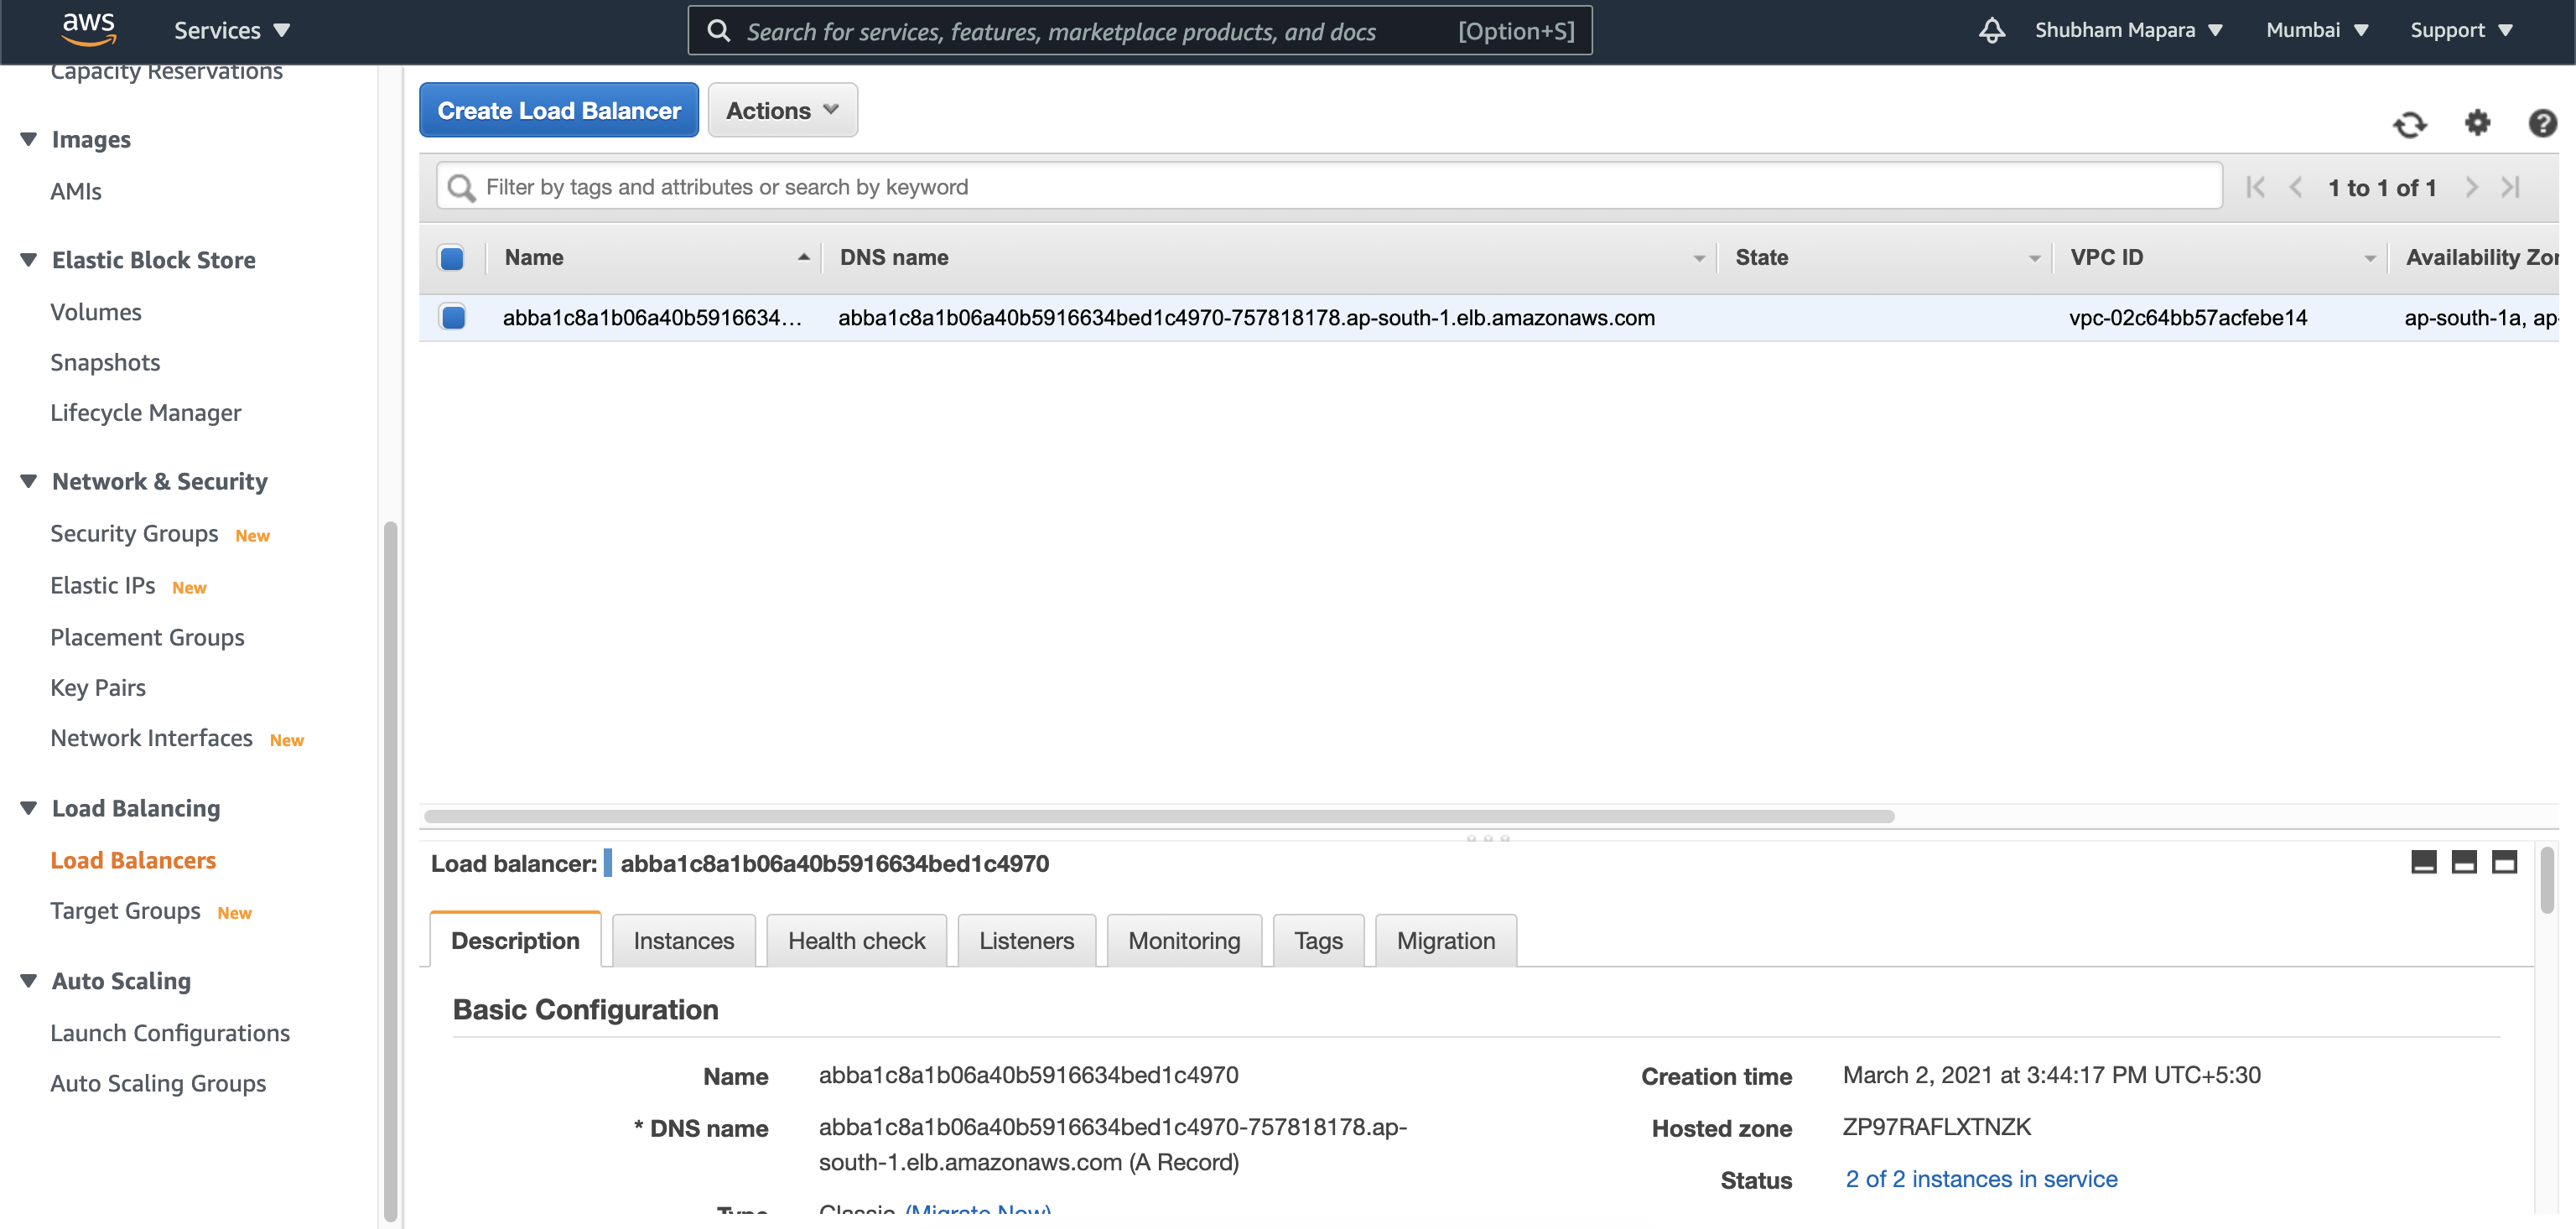 aws
Services
Search for services, features, marketplace products, and docs
[Option+S]
Shubham Mapara
Mumbai
Support
Capacity Reservations
Images
AMIs
Elastic Block Store
Volumes
Snapshots
Lifecycle Manager
Network & Security
Security Groups New
Elastic IPs New
Placement Groups
Key Pairs
Network Interfaces New
Load Balancing
Load Balancers
Target Groups New
Auto Scaling
Launch Configurations
Auto Scaling Groups
Create Load Balancer
Actions
Filter by tags and attributes or search by keyword
1 to 1 of 1
Name
DNS name
State
VPC ID
Availability Zon
abba1c8a1b06a40b5916634...
abba1c8a1b06a40b5916634bed1c4970-757818178.ap-south-1.elb.amazonaws.com
vpc-02c64bb57acfebe14
ap-south-1a, ap-
Load balancer: abba1c8a1b06a40b5916634bed1c4970
Description
Instances
Health check
Listeners
Monitoring
Tags
Migration
Basic Configuration
Name abba1c8a1b06a40b5916634bed1c4970
* DNS name abba1c8a1b06a40b5916634bed1c4970-757818178.ap-
south-1.elb.amazonaws.com (A Record)
Type Classic (Migrate Now)
Creation time March 2, 2021 at 3:44:17 PM UTC+5:30
Hosted zone ZP97RAFLXTNZK
Status 2 of 2 instances in service